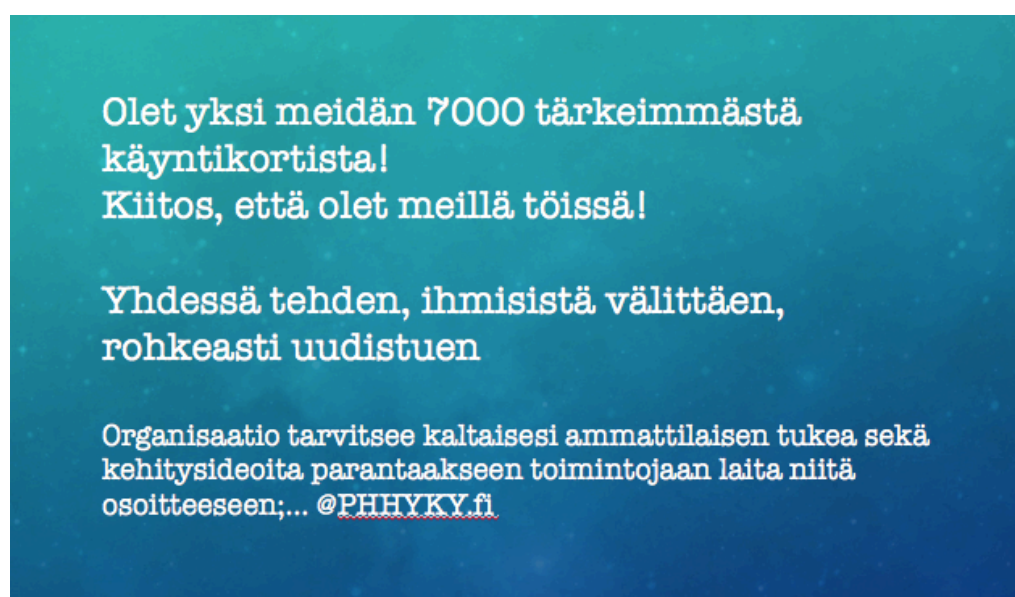 Olet yksi meidän 7000 tärkeimmästä
käyntikortista!
Kiitos, että olet meillä töissä!
Yhdessä tehden, ihmisistä välittäen,
rohkeasti uudistuen
Organisaatio tarvitsee kaltaisesi ammattilaisen tukea sekä
kehitysideoita parantaakseen toimintojaan laita niitä
osoitteeseen;... @PHHYKY.fi